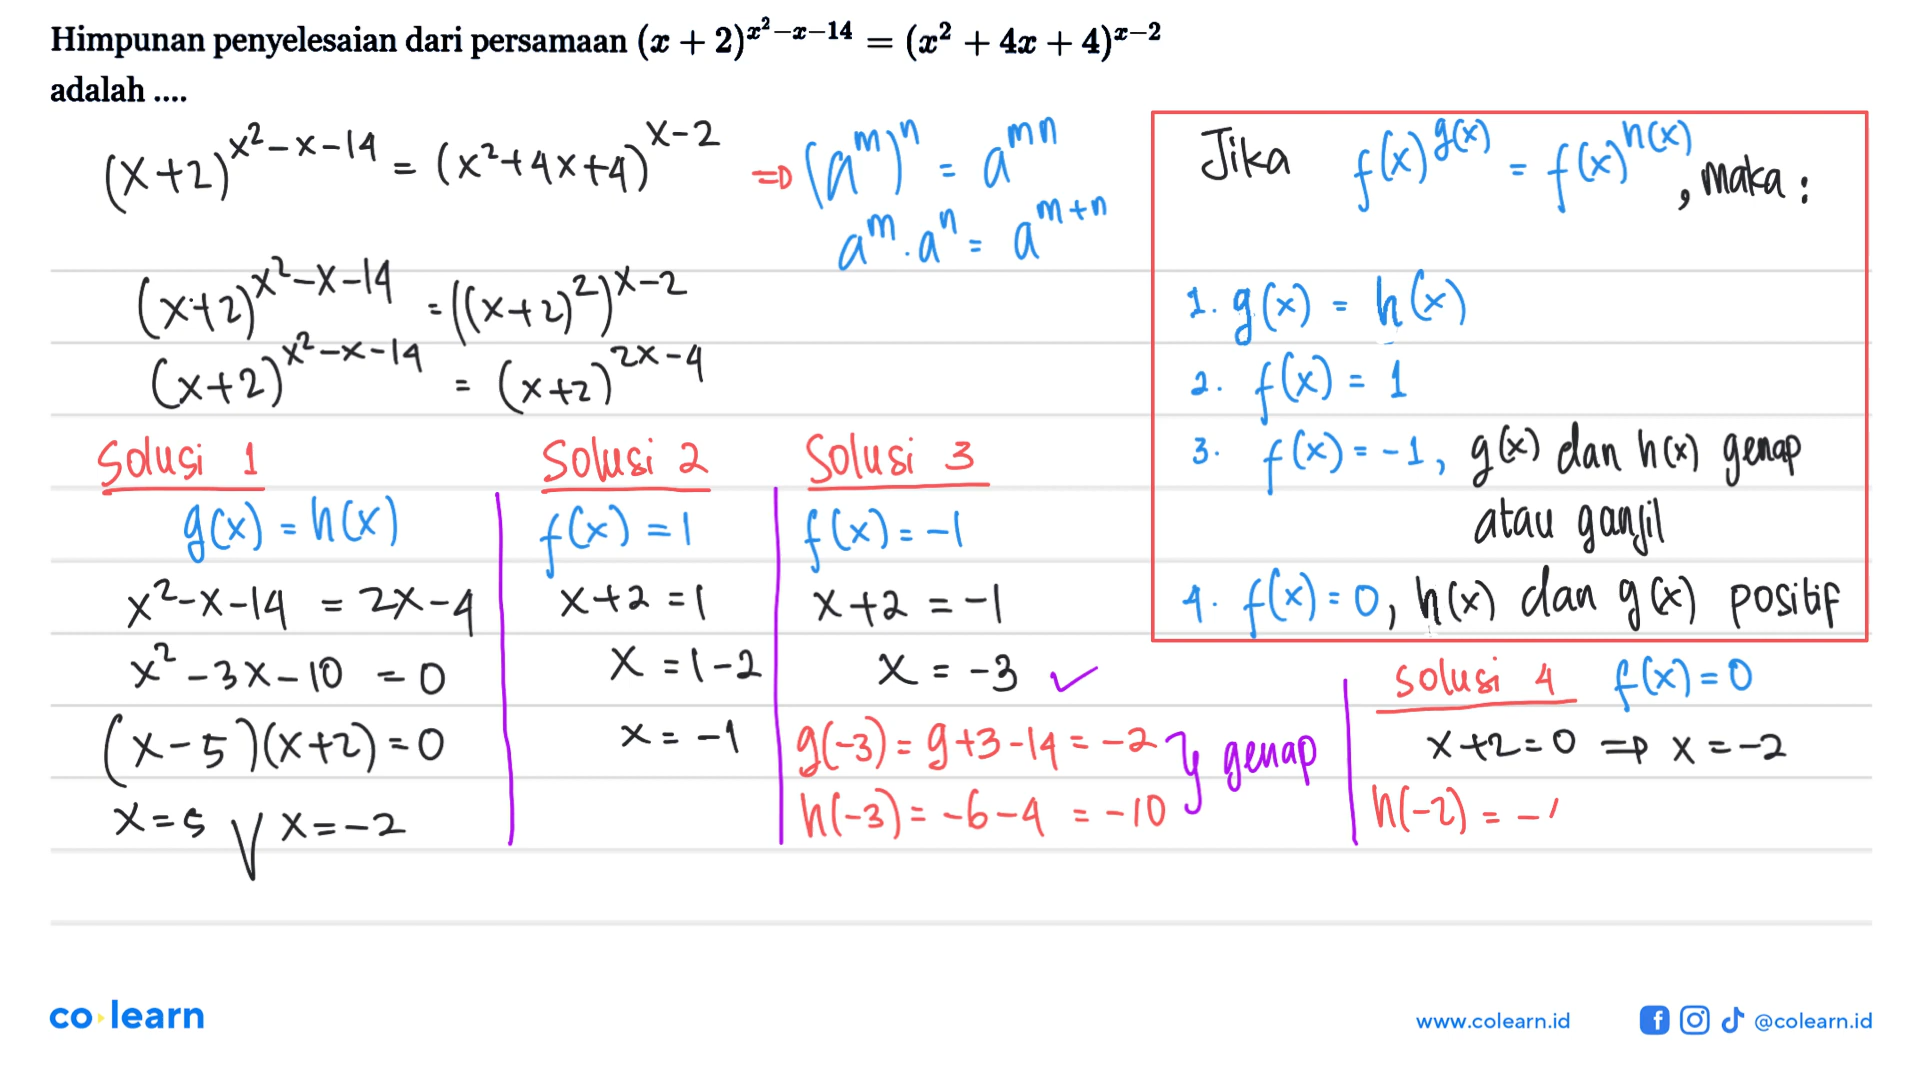 Himpunan penyelesaian dari persamaan (x + 2)^{x²−x−14} = (x² + 4x + 4)^{x−2}
adalah ....
(x+2)^{x²−x−14} = (x²+4x+4)^{x−2} ⇒ (a^m)^n = a^{mn}
a^m . a^n = a^{m+n}
(x+2)^{x²−x−14} = ((x+2)²)^{x−2}
(x+2)^{x²−x−14} = (x+2)^{2x−4}
Jika f(x)^{g(x)} = f(x)^{h(x)}, maka :
1. g(x) = h(x)
2. f(x) = 1
3. f(x) = −1, g(x) dan h(x) genap
atau ganjil
4. f(x) = 0, h(x) dan g(x) positif
Solusi 1
g(x) = h(x)
x²−x−14 = 2x−4
x²−3x−10 = 0
(x−5)(x+2) = 0
x=5 √ x=−2
Solusi 2
f(x) = 1
x+2 = 1
x = 1−2
x = −1
Solusi 3
f(x) = −1
x+2 = −1
x = −3 ✓
g(−3) = 9+3−14 = −2
h(−3) = −6−4 = −10
} genap
Solusi 4 f(x) = 0
x+2=0 ⇒ x = −2
h(−2) = −
co learn
www.colearn.id
@colearn.id